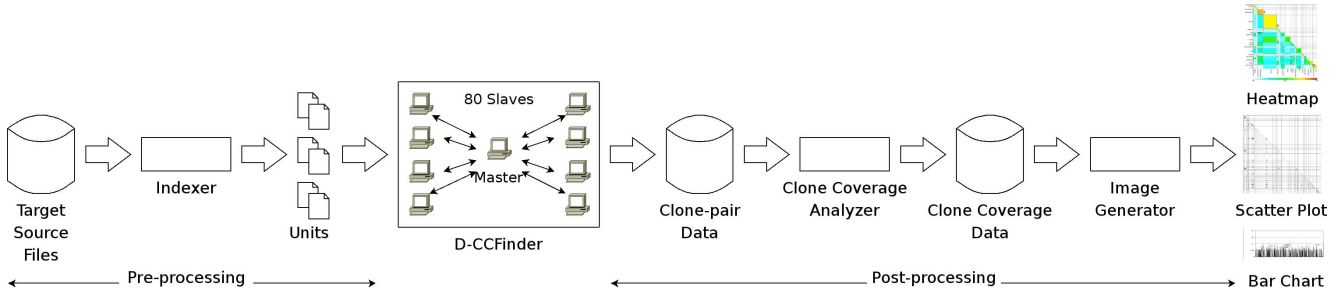 Target
Source
Files
Indexer
Units
80 Slaves
Master
D-CCFinder
Clone-pair
Data
Clone Coverage
Analyzer
Clone Coverage
Data
Image
Generator
Heatmap
Scatter Plot
Bar Chart
Pre-processing
Post-processing